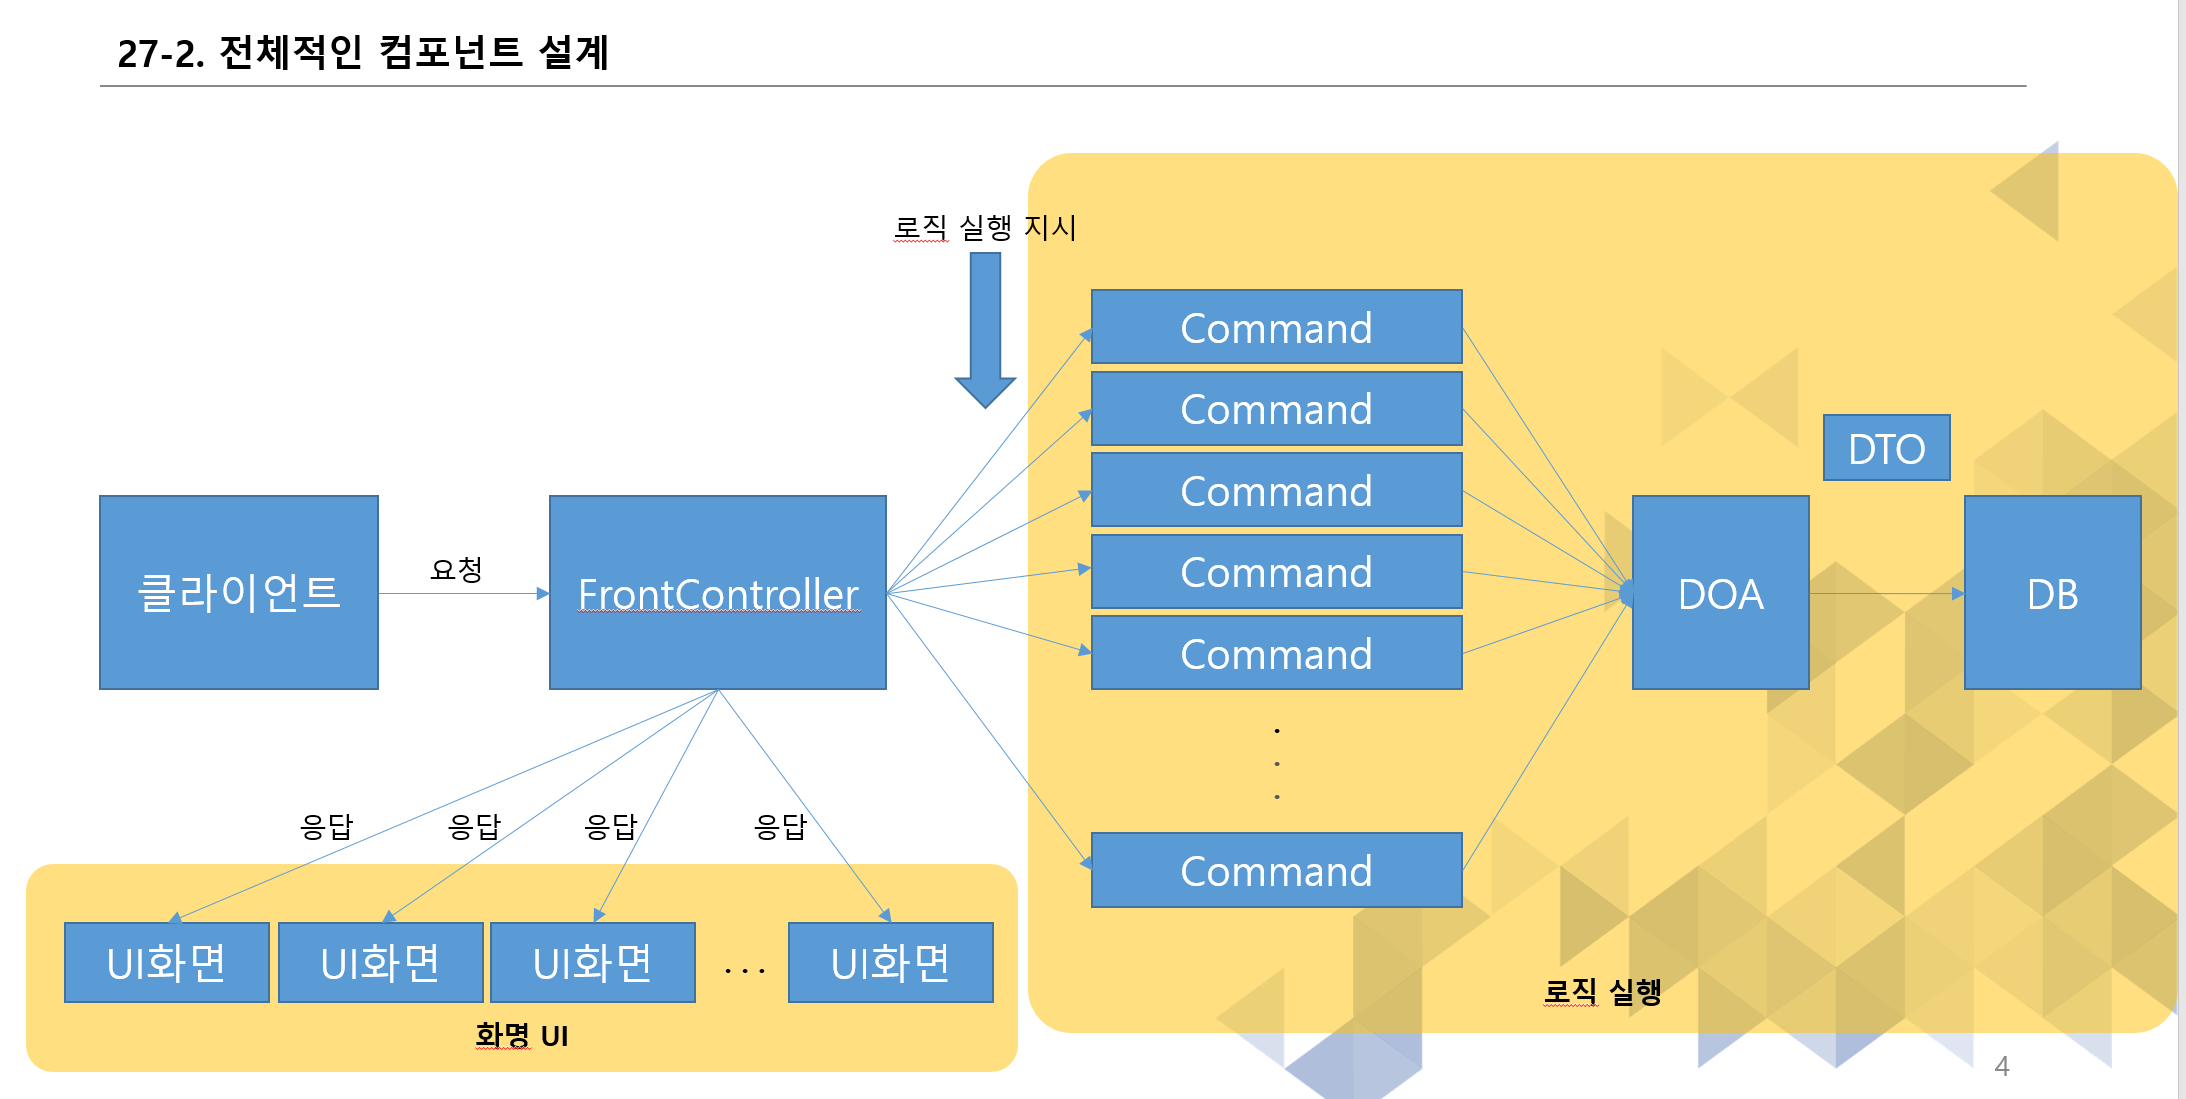 27-2. 전체적인 컴포넌트 설계
로직 실행 지시
Command
Command
Command
Command
Command
.
.
.
Command
DTO
클라이언트
요청
FrontController
DOA
DB
응답
응답
응답
응답
UI화면
UI화면
UI화면
...
UI화면
화명 UI
로직 실행
4